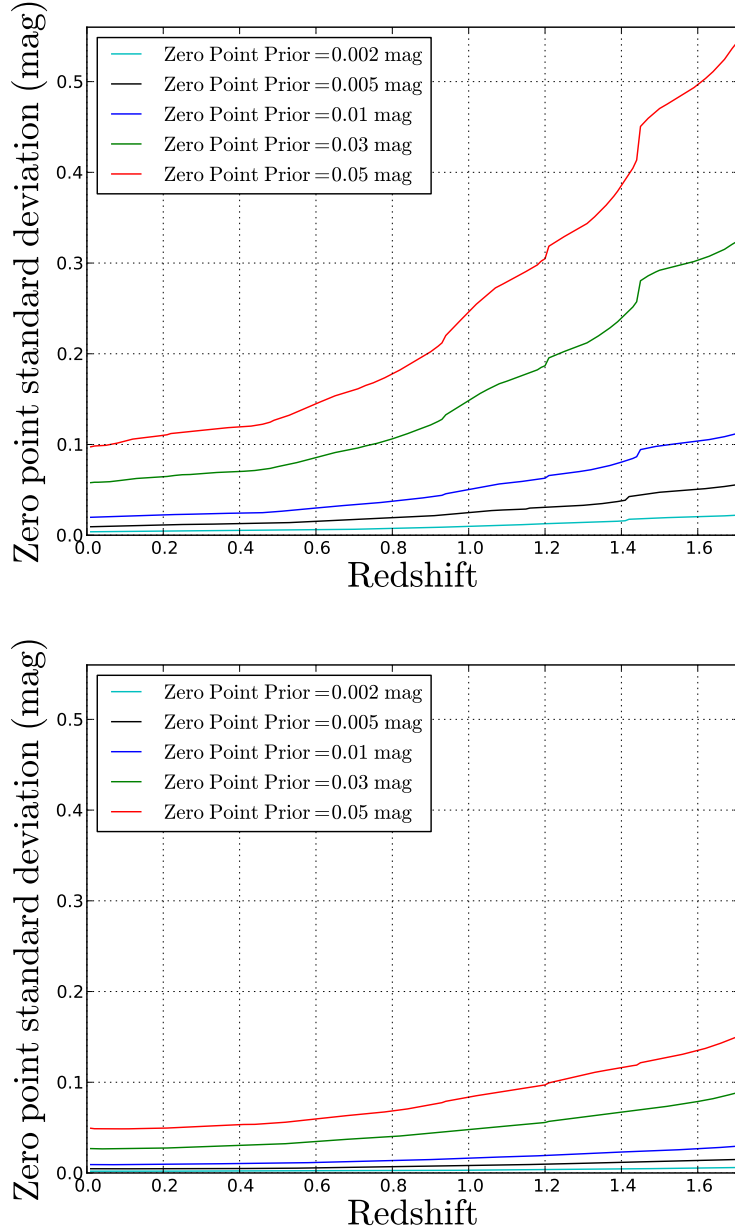 Zero point standard deviation (mag)
0.5
0.4
0.3
0.2
0.1
0.0
Zero Point Prior=0.002 mag
Zero Point Prior=0.005 mag
Zero Point Prior=0.01 mag
Zero Point Prior=0.03 mag
Zero Point Prior=0.05 mag
0.0 0.2 0.4 0.6 0.8 1.0 1.2 1.4 1.6
Redshift
Zero point standard deviation (mag)
0.5
0.4
0.3
0.2
0.1
0.0
Zero Point Prior=0.002 mag
Zero Point Prior=0.005 mag
Zero Point Prior=0.01 mag
Zero Point Prior=0.03 mag
Zero Point Prior=0.05 mag
0.0 0.2 0.4 0.6 0.8 1.0 1.2 1.4 1.6
Redshift